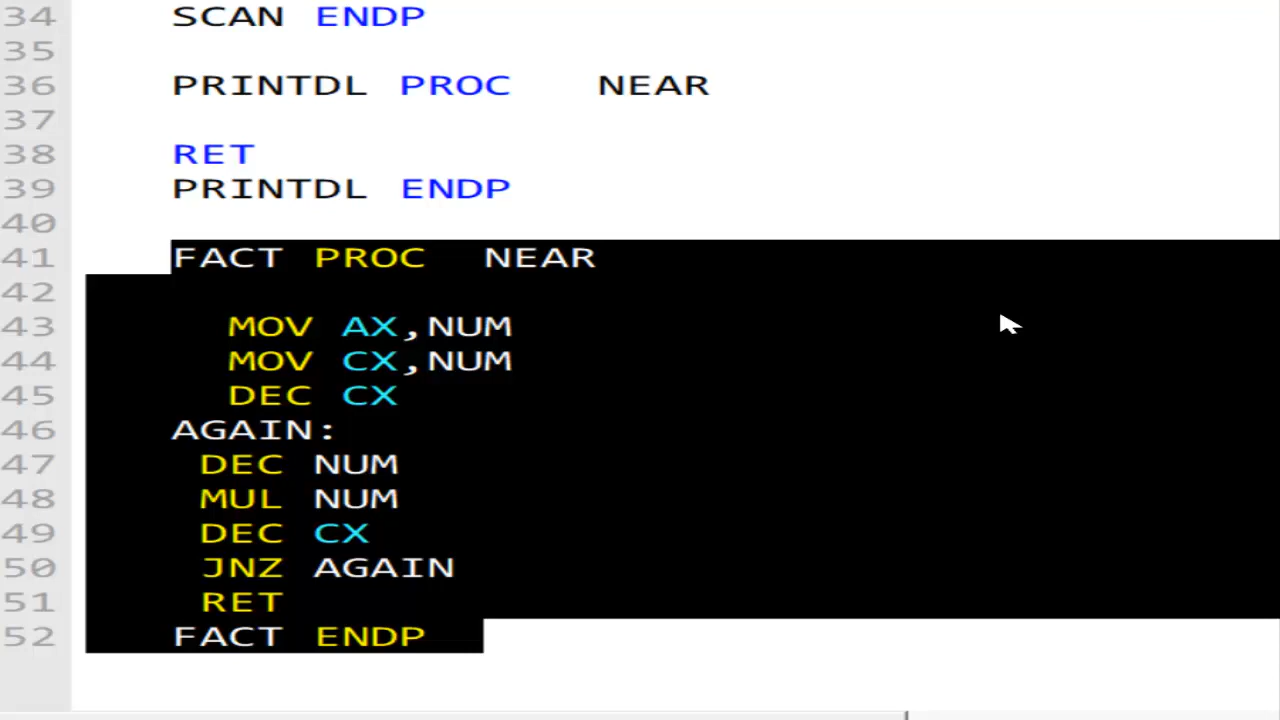 34 SCAN ENDP
35
36 PRINTDL PROC NEAR
37
38 RET
39 PRINTDL ENDP
40
41 FACT PROC NEAR
42
43 MOV AX,NUM
44 MOV CX,NUM
45 DEC CX
46 AGAIN:
47 DEC NUM
48 MUL NUM
49 DEC CX
50 JNZ AGAIN
51 RET
52 FACT ENDP